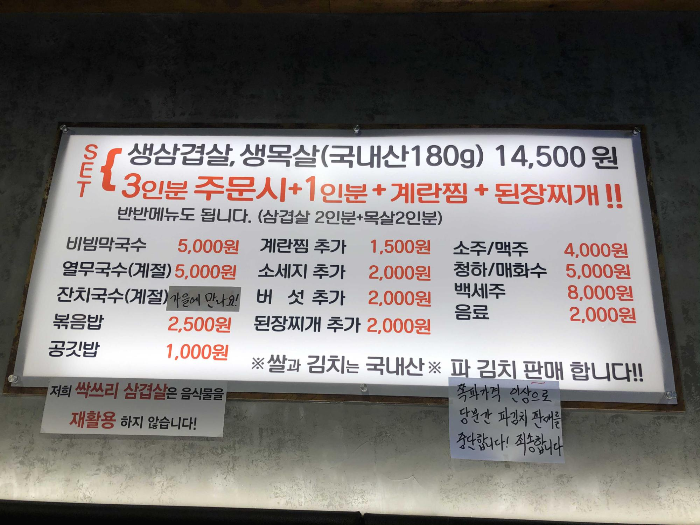 SET { 생삼겹살, 생목살(국내산180g) 14,500 원
3인분 주문시+1인분 + 계란찜 + 된장찌개 !!
반반메뉴도 됩니다. (삼겹살 2인분+목살2인분)
비빔막국수 5,000원
열무국수(계절) 5,000원
잔치국수(계절) 가을에 만나요!
볶음밥 2,500원
공깃밥 1,000원
계란찜 추가 1,500원
소세지 추가 2,000원
버 섯 추가 2,000원
된장찌개 추가 2,000원
소주/맥주 4,000원
청하/매화수 5,000원
백세주 8,000원
음료 2,000원
※쌀과 김치는 국내산※ 파 김치 판매 합니다!!
저희 싹쓰리 삼겹살은 음식물을
재활용 하지 않습니다!
쪽파가격 인상으로
당분간 파김치 판매를
중단합니다! 죄송합니다